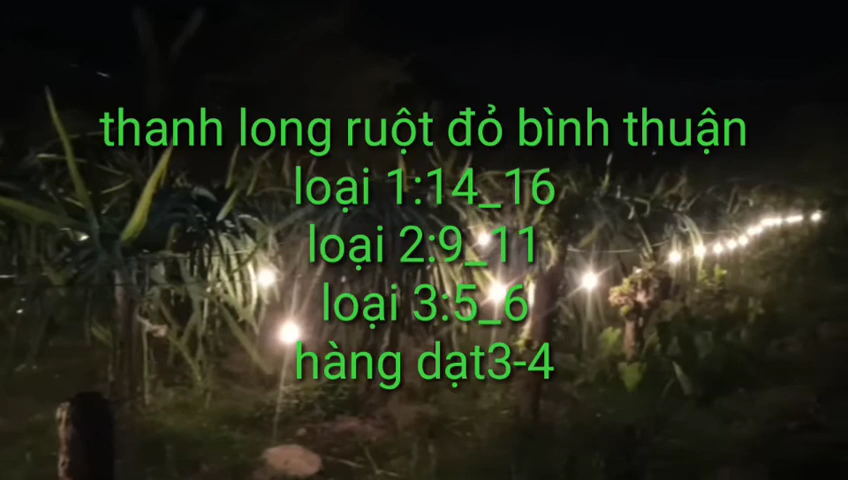 thanh long ruột đỏ bình thuận
loại 1:14_16
loại 2:9_11
loại 3:5_6
hàng dạt3-4